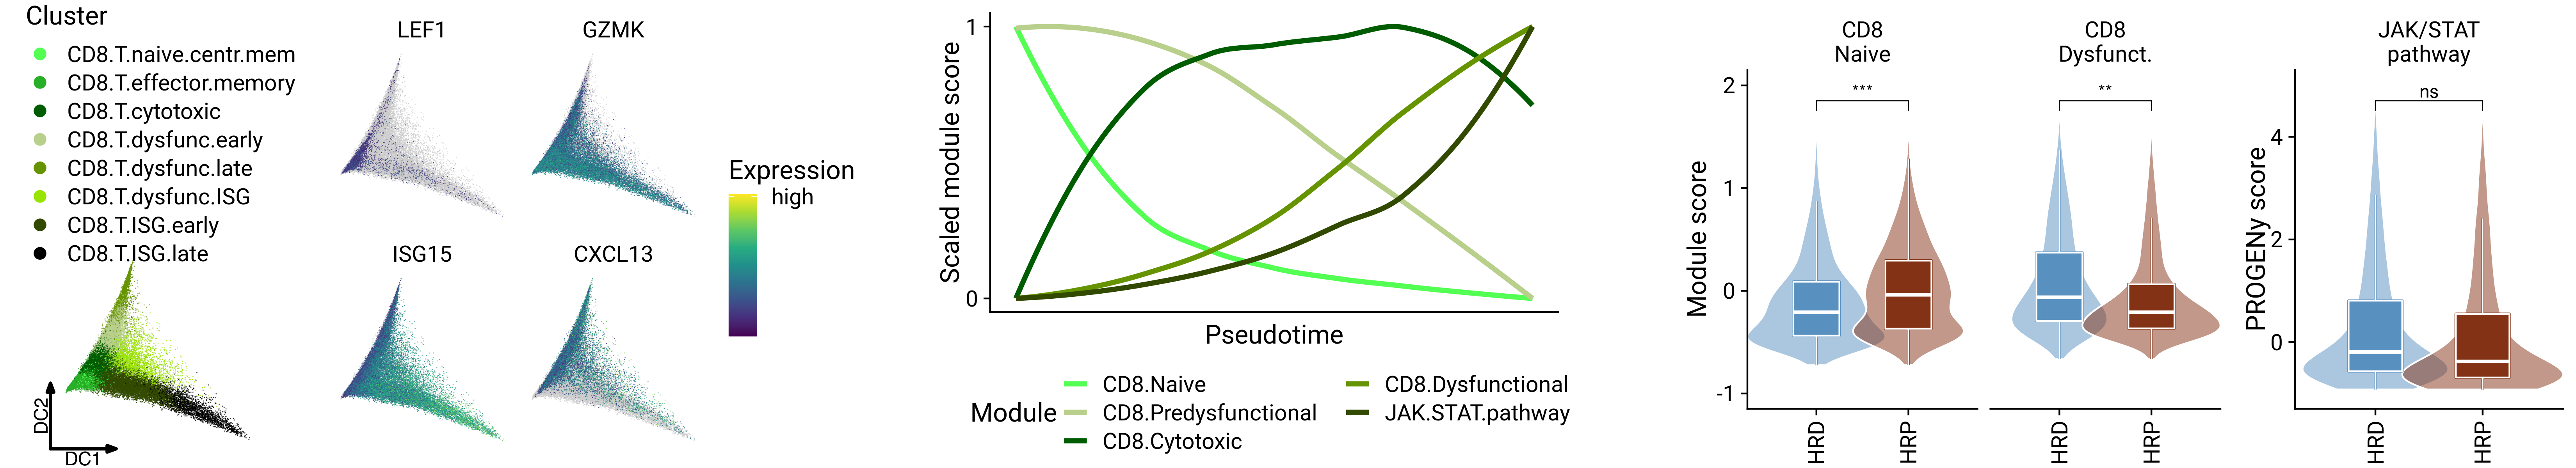 Cluster
CD8.T.naive.centr.mem
CD8.T.effector.memory
CD8.T.cytotoxic
CD8.T.dysfunc.early
CD8.T.dysfunc.late
CD8.T.dysfunc.ISG
CD8.T.ISG.early
CD8.T.ISG.late
DC2
DC1
LEF1
GZMK
ISG15
CXCL13
Expression
high
Scaled module score
1
0
Pseudotime
Module
CD8.Naive
CD8.Predysfunctional
CD8.Cytotoxic
CD8.Dysfunctional
JAK.STAT.pathway
Module score
2
1
0
-1
CD8
Naive
***
HRD
HRP
CD8
Dysfunct.
**
HRD
HRP
PROGENy score
4
2
0
JAK/STAT
pathway
ns
HRD
HRP